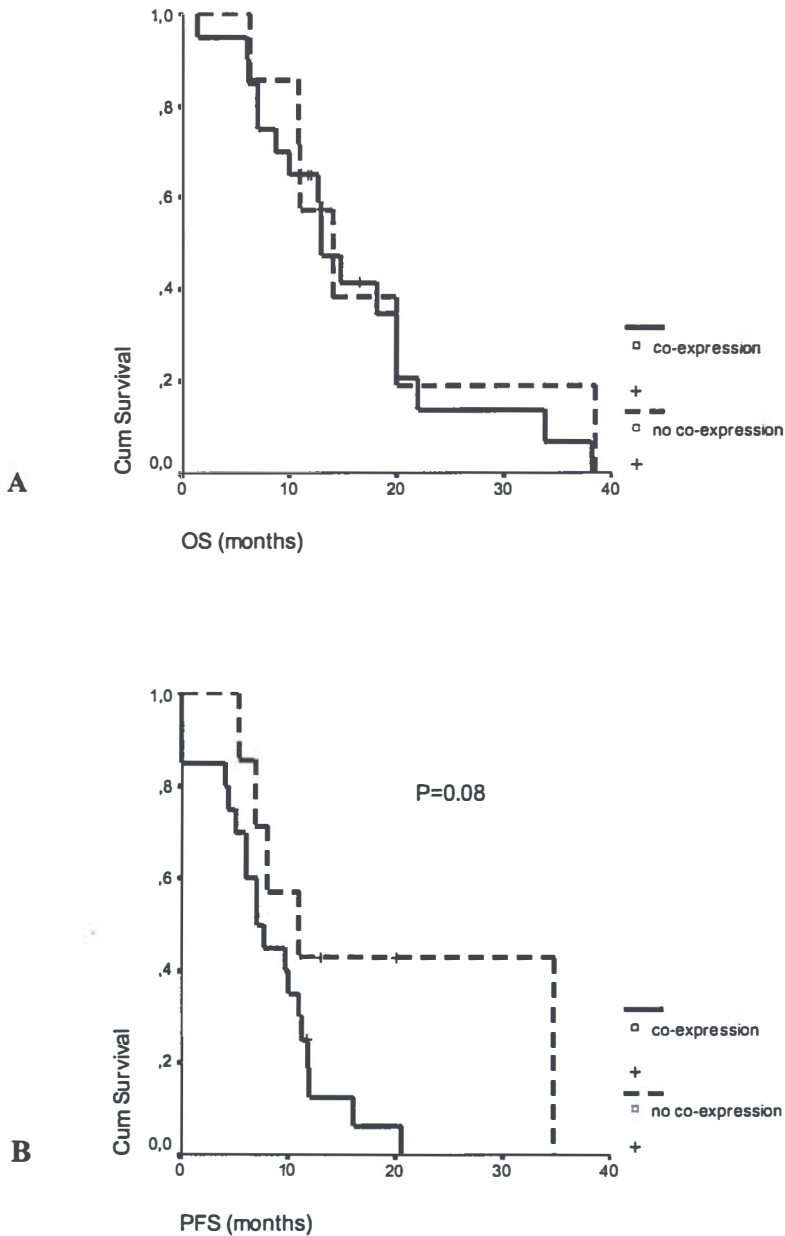 1,0
,8
,6
,4
,2
0,0
Cum Survival
0
10
20
30
40
OS (months)
co-expression
+
no co-expression
+
A
1,0
,8
,6
,4
,2
0,0
Cum Survival
0
10
20
30
40
PFS (months)
P=0.08
co-expression
+
no co-expression
+
B